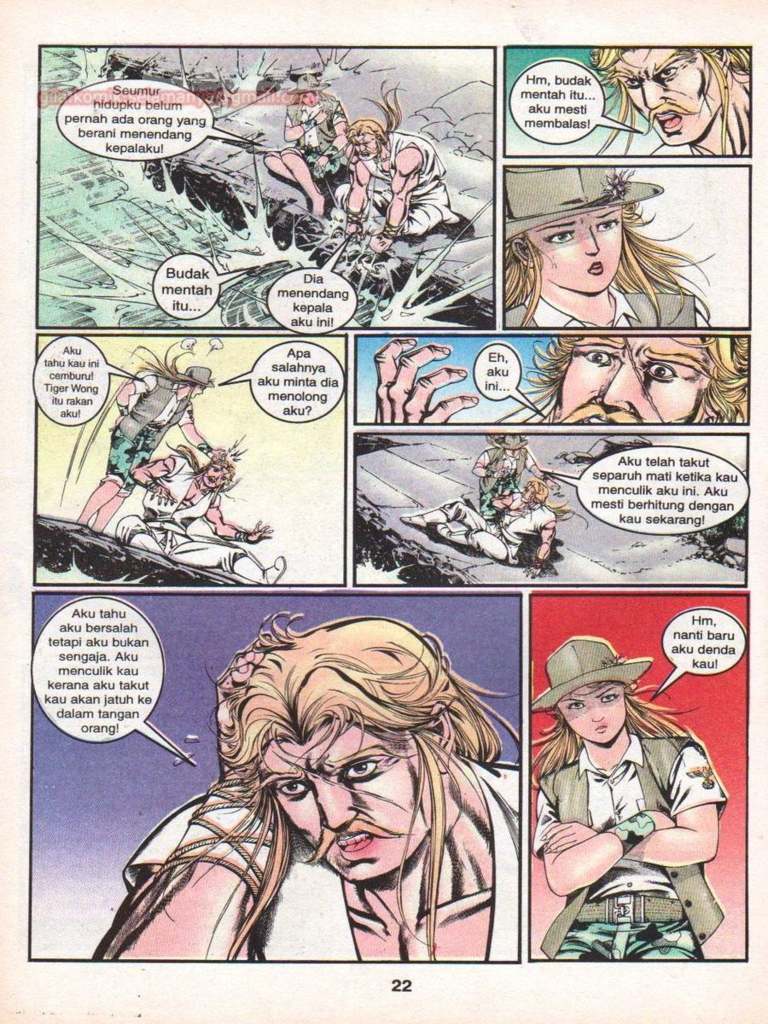 Seumur
hidupku belum
pernah ada orang yang
berani menendang
kepalaku!
Budak
mentah
itu...
Dia
menendang
kepala
aku ini!
Hm, budak
mentah itu...
aku mesti
membalas!
Aku
tahu kau ini
cemburu!
Tiger Wong
itu rakan
aku!
Apa
salahnya
aku minta dia
menolong
aku?
Eh,
aku
ini...
Aku telah takut
separuh mati ketika kau
menculik aku ini. Aku
mesti berhitung dengan
kau sekarang!
Aku tahu
aku bersalah
tetapi aku bukan
sengaja. Aku
menculik kau
kerana aku takut
kau akan jatuh ke
dalam tangan
orang!
Hm,
nanti baru
aku denda
kau!
22